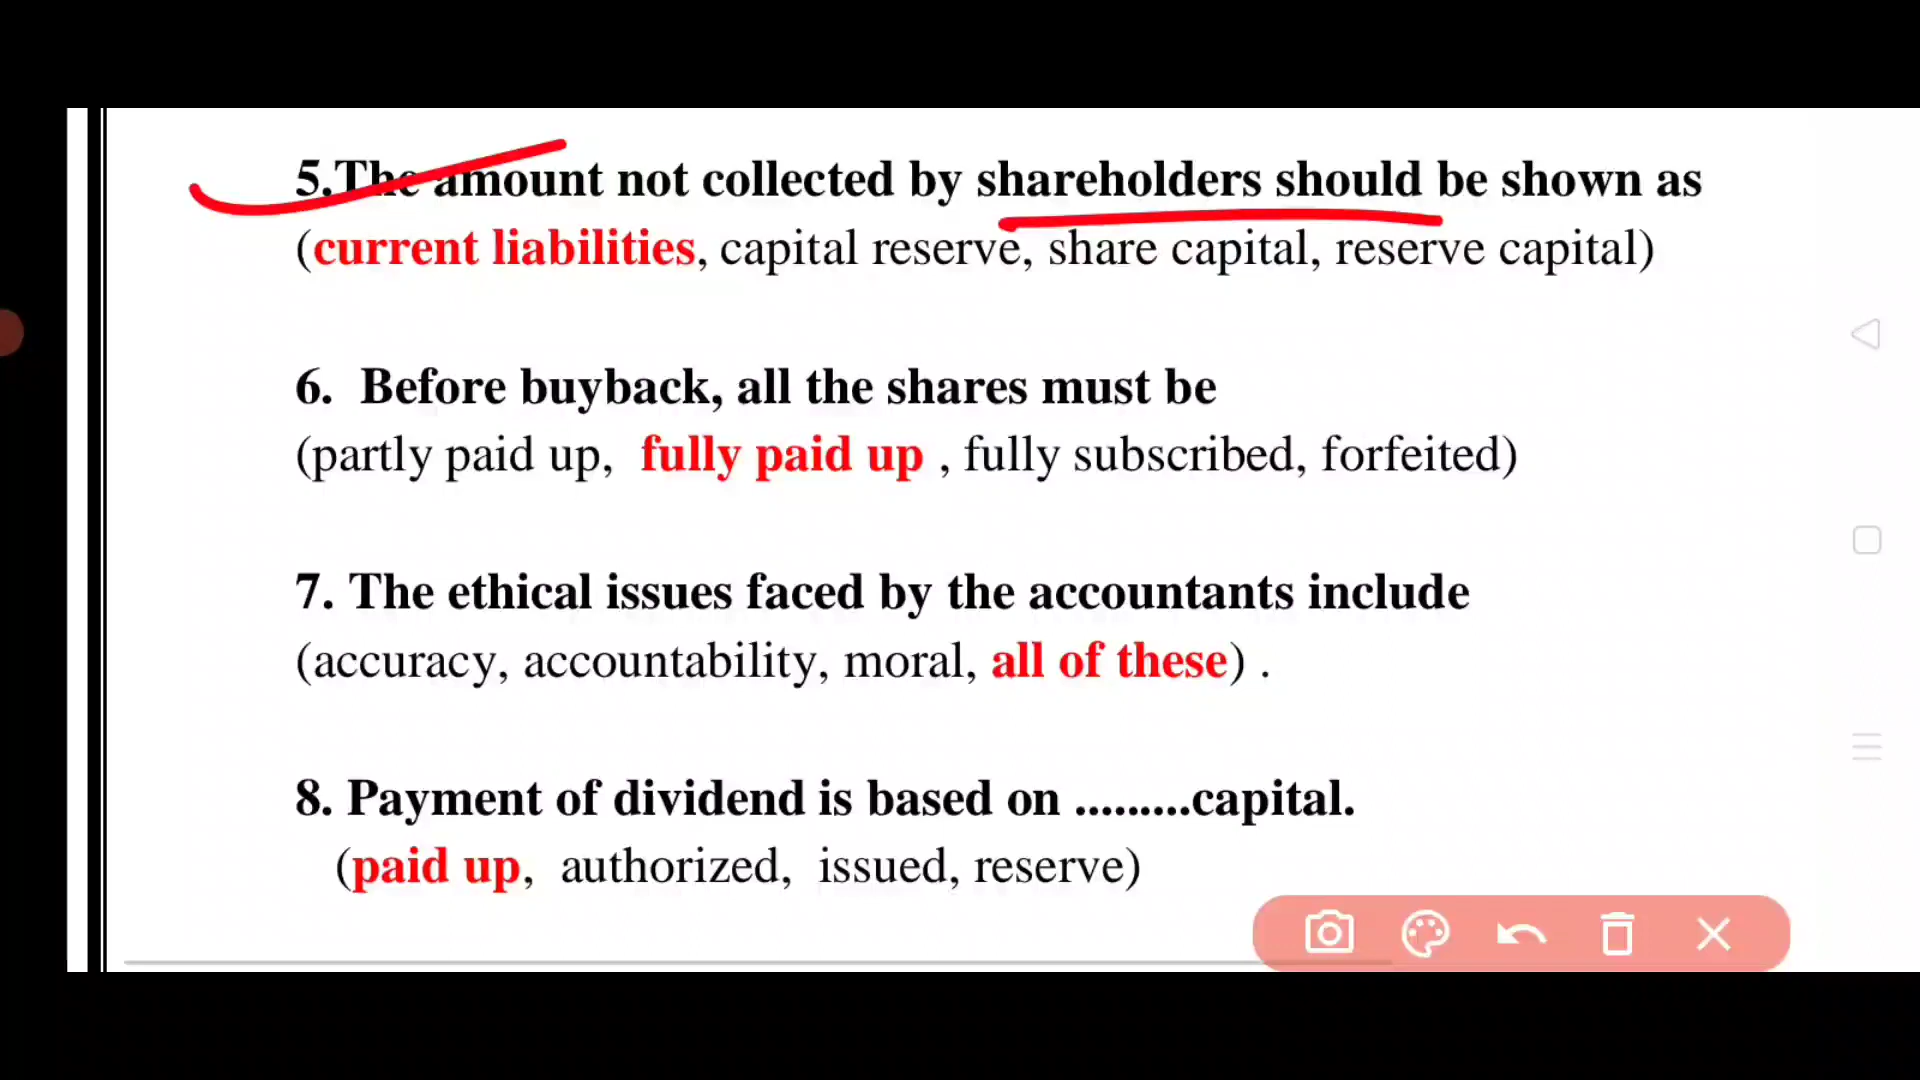 5.The amount not collected by shareholders should be shown as
(current liabilities, capital reserve, share capital, reserve capital)
6. Before buyback, all the shares must be
(partly paid up, fully paid up , fully subscribed, forfeited)
7. The ethical issues faced by the accountants include
(accuracy, accountability, moral, all of these) .
8. Payment of dividend is based on .........capital.
(paid up, authorized, issued, reserve)